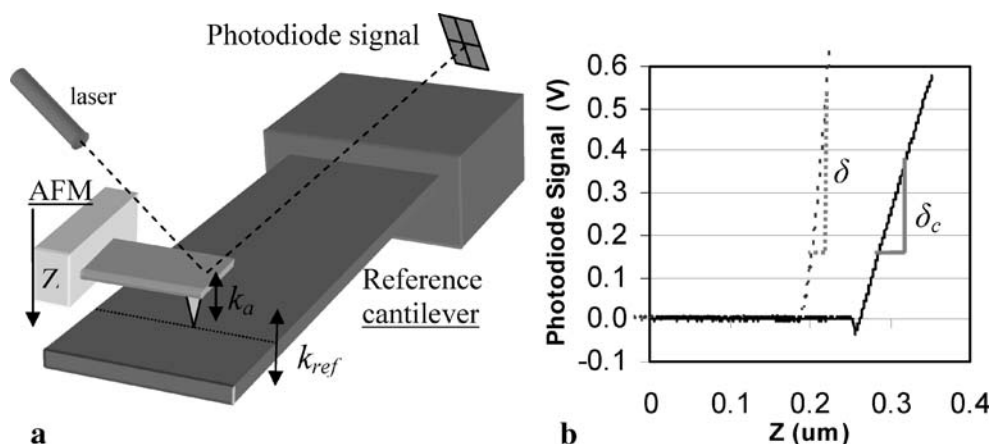 Photodiode signal
laser
AFM
Z
k_a
Reference
cantilever
k_ref
a
Photodiode Signal (V)
0.6
0.5
0.4
0.3
0.2
0.1
0.0
-0.1
δ
δ_c
0
0.1
0.2
0.3
0.4
Z (um)
b